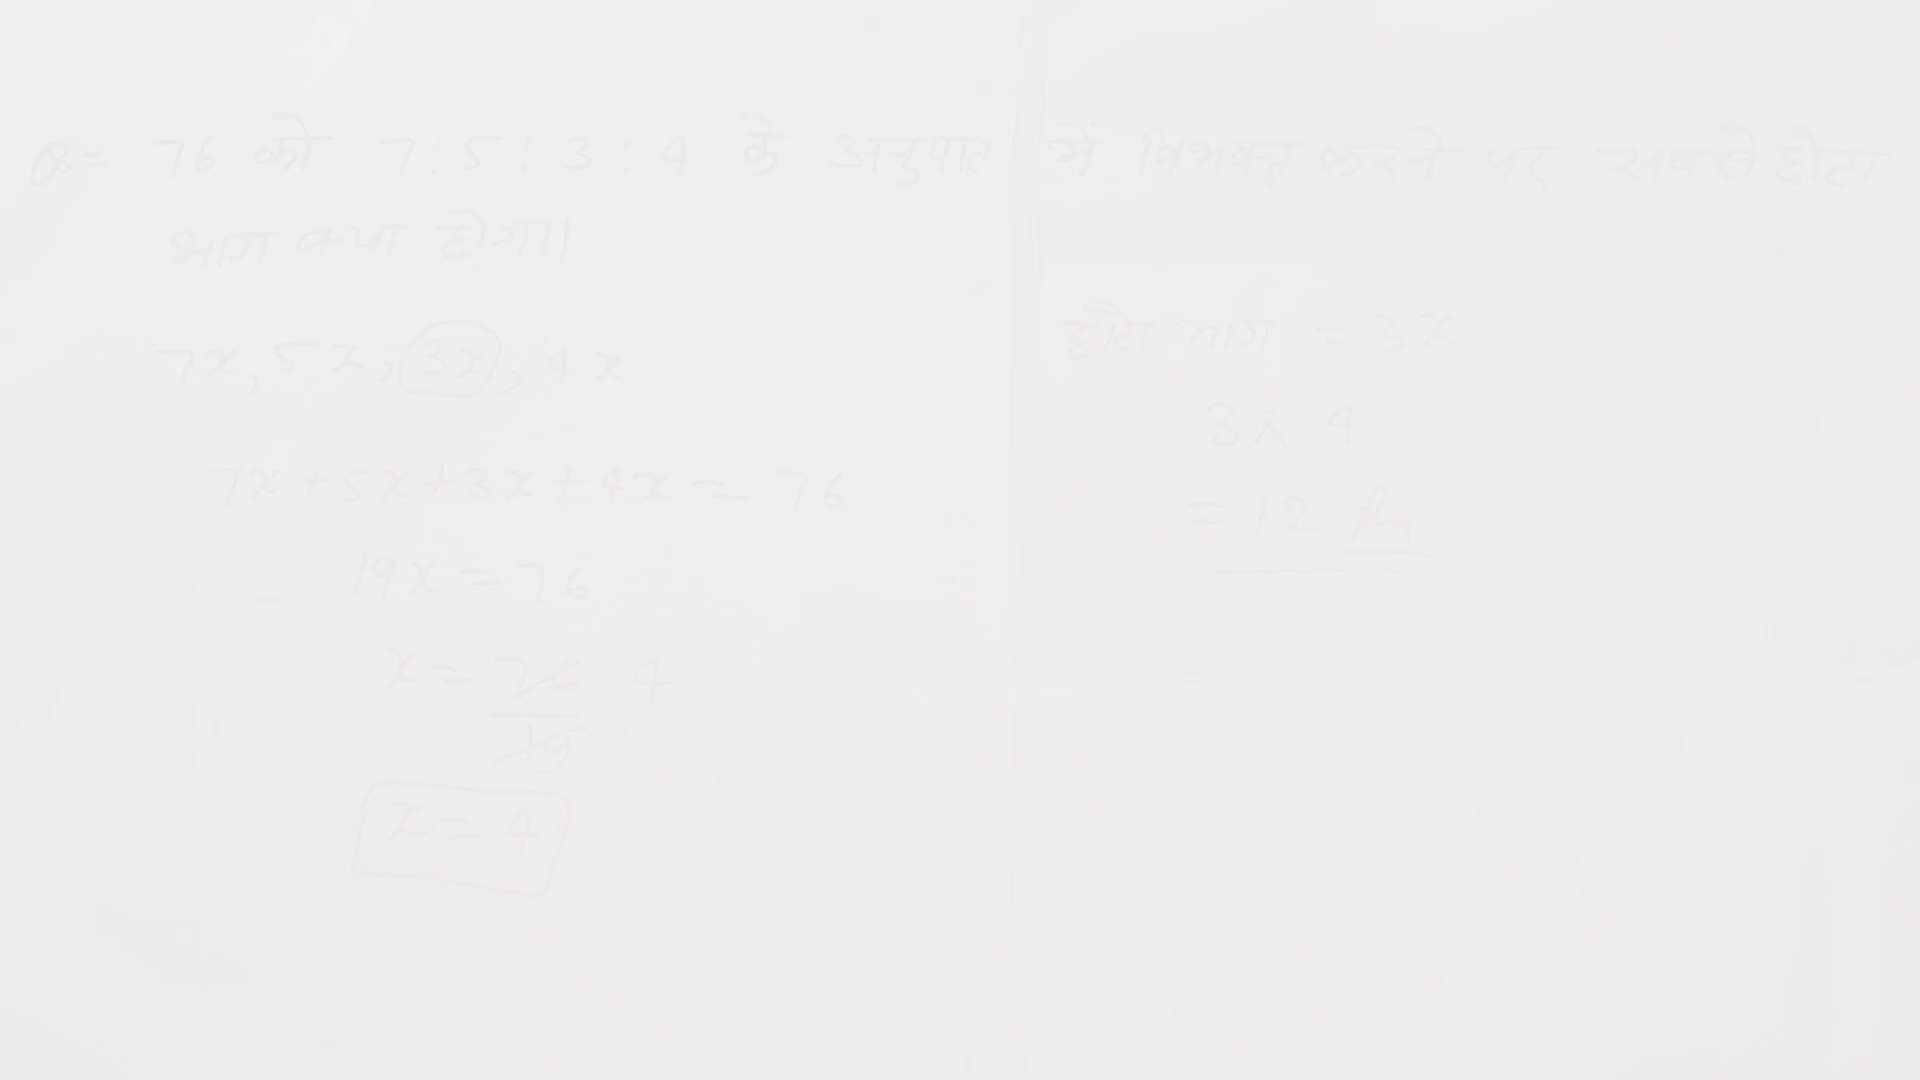 Q= 76 को 7 : 5 : 3 : 4 के अनुपात में विभक्त करने पर सबसे छोटा
भाग क्या होगा।
7x, 5x, 3x, 4x
7x + 5x + 3x + 4x = 76
19x = 76
x = 76 4
19
x = 4
छोटा भाग = 3x
3 x 4
= 12 Ans